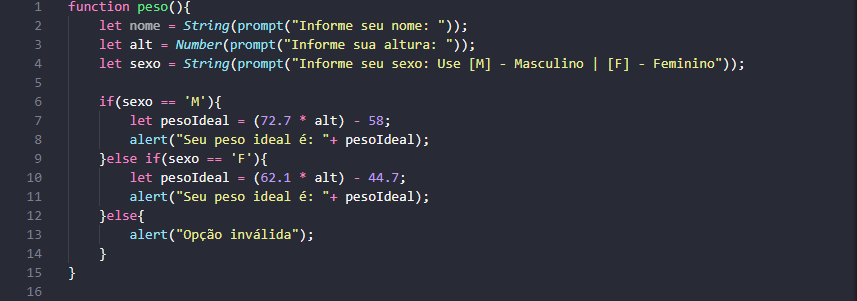 1 function peso(){
2 let nome = String(prompt("Informe seu nome: "));
3 let alt = Number(prompt("Informe sua altura: "));
4 let sexo = String(prompt("Informe seu sexo: Use [M] - Masculino | [F] - Feminino"));
5
6 if(sexo == 'M'){
7 let pesoIdeal = (72.7 * alt) - 58;
8 alert("Seu peso ideal é: "+ pesoIdeal);
9 }else if(sexo == 'F'){
10 let pesoIdeal = (62.1 * alt) - 44.7;
11 alert("Seu peso ideal é: "+ pesoIdeal);
12 }else{
13 alert("Opção inválida");
14 }
15 }
16